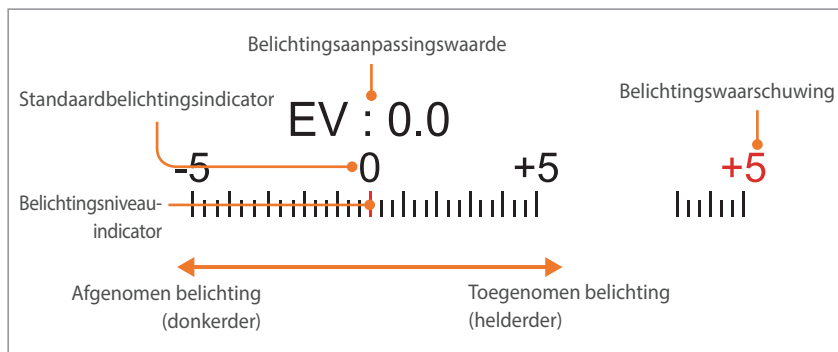 Belichtingsaanpassingswaarde
Standaardbelichtingsindicator
Belichtingswaarschuwing
EV : 0.0
-5 0 +5 +5
Belichtingsniveau-
indicator
Afgenomen belichting
(donkerder)
Toegenomen belichting
(helderder)